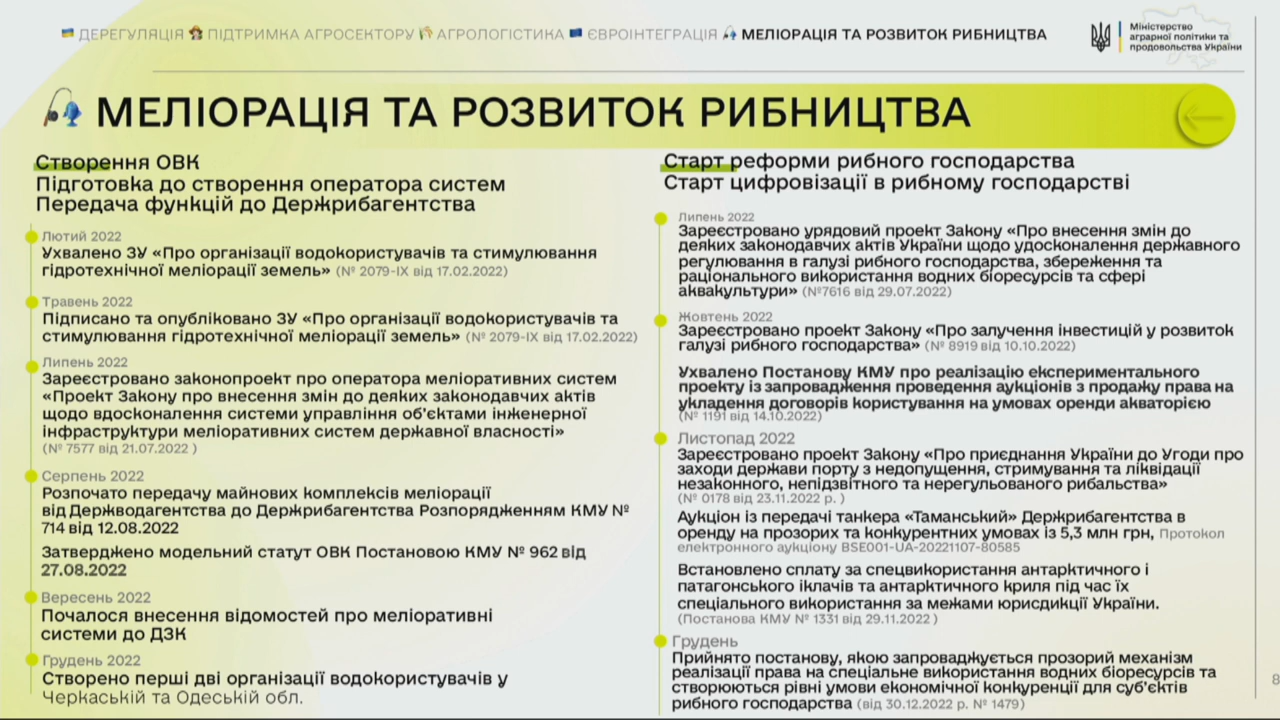 ДЕРЕГУЛЯЦІЯ ПІДТРИМКА АГРОСЕКТОРУ АГРОЛОГІСТИКА ЄВРОІНТЕГРАЦІЯ МЕЛІОРАЦІЯ ТА РОЗВИТОК РИБНИЦТВА
Міністерство
аграрної політики та
продовольства України
МЕЛІОРАЦІЯ ТА РОЗВИТОК РИБНИЦТВА
Створення ОВК
Підготовка до створення оператора систем
Передача функцій до Держрибагентства
Лютий 2022
Ухвалено ЗУ «Про організації водокористувачів та стимулювання
гідротехнічної меліорації земель» (№ 2079-IX від 17.02.2022)
Травень 2022
Підписано та опубліковано ЗУ «Про організації водокористувачів та
стимулювання гідротехнічної меліорації земель» (№ 2079-IX від 17.02.2022)
Липень 2022
Зареєстровано законопроект про оператора меліоративних систем
«Проект Закону про внесення змін до деяких законодавчих актів
щодо вдосконалення системи управління об’єктами інженерної
інфраструктури меліоративних систем державної власності»
(№ 7577 від 21.07.2022 )
Серпень 2022
Розпочато передачу майнових комплексів меліорації
від Держводагентства до Держрибагентства Розпорядженням КМУ №
714 від 12.08.2022
Затверджено модельний статут ОВК Постановою КМУ № 962 від
27.08.2022
Вересень 2022
Почалося внесення відомостей про меліоративні
системи до ДЗК
Грудень 2022
Створено перші дві організації водокористувачів у
Черкаській та Одеській обл.
Старт реформи рибного господарства
Старт цифровізації в рибному господарстві
Липень 2022
Зареєстровано урядовий проект Закону «Про внесення змін до
деяких законодавчих актів України щодо удосконалення державного
регулювання в галузі рибного господарства, збереження та
раціонального використання водних біоресурсів та сфері
аквакультури» (№7616 від 29.07.2022)
Жовтень 2022
Зареєстровано проект Закону «Про залучення інвестицій у розвиток
галузі рибного господарства» (№ 8919 від 10.10.2022)
Ухвалено Постанову КМУ про реалізацію експериментального
проекту із запровадження проведення аукціонів з продажу права на
укладення договорів користування на умовах оренди акваторією
(№ 1191 від 14.10.2022)
Листопад 2022
Зареєстровано проект Закону «Про приєднання України до Угоди про
заходи держави порту з недопущення, стримування та ліквідації
незаконного, непідзвітного та нерегульованого рибальства»
(№ 0178 від 23.11.2022 р. )
Аукціон із передачі танкера «Таманський» Держрибагентства в
оренду на прозорих та конкурентних умовах із 5,3 млн грн, Протокол
електронного аукціону BSE001-UA-20221107-80585
Встановлено сплату за спецвикористання антарктичного і
патагонського іклачів та антарктичного криля під час їх
спеціального використання за межами юрисдикції України.
(Постанова КМУ № 1331 від 29.11.2022 )
Грудень
Прийнято постанову, якою запроваджується прозорий механізм
реалізації права на спеціальне використання водних біоресурсів та
створюються рівні умови економічної конкуренції для суб’єктів
рибного господарства (від 30.12.2022 р. № 1479)
8